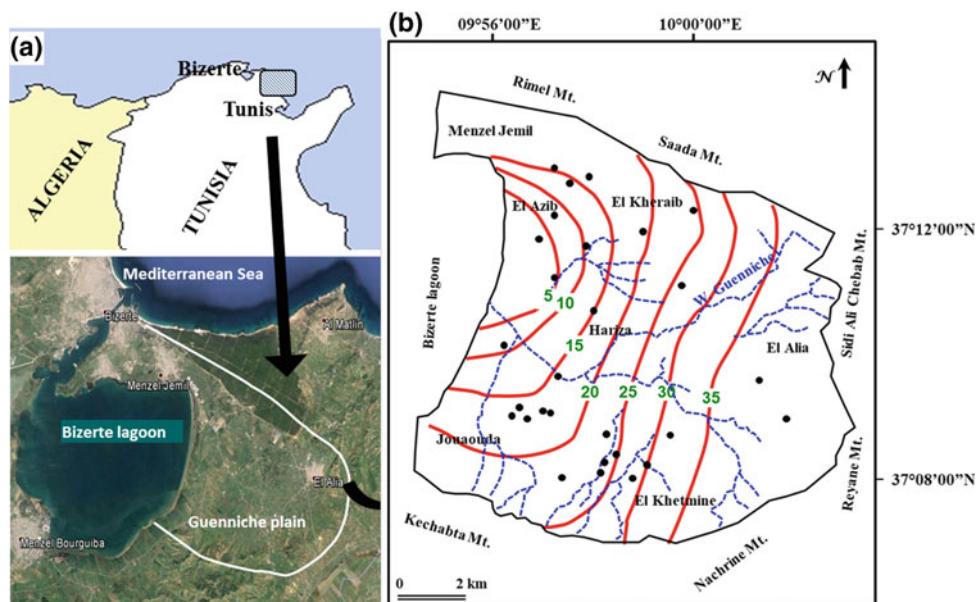 (a)
Bizerte
Tunis
ALGERIA
TUNISIA
Mediterranean Sea
Bizerte
Al Matlin
Menzel Jemil
Bizerte lagoon
El Alia
Guenniche plain
Menzel Bourguiba
(b)
09°56'00"E
10°00'00"E
N
Rimel Mt.
Menzel Jemil
Saada Mt.
El Azib
El Kheraib
37°12'00"N
W. Guenniche
Sidi Ali Chebab Mt.
Bizerte lagoon
5
10
Hariza
15
El Alia
20
25
30
35
Jouaouda
Reyane Mt.
37°08'00"N
El Khetmine
Kechabta Mt.
Nachrine Mt.
0
2 km